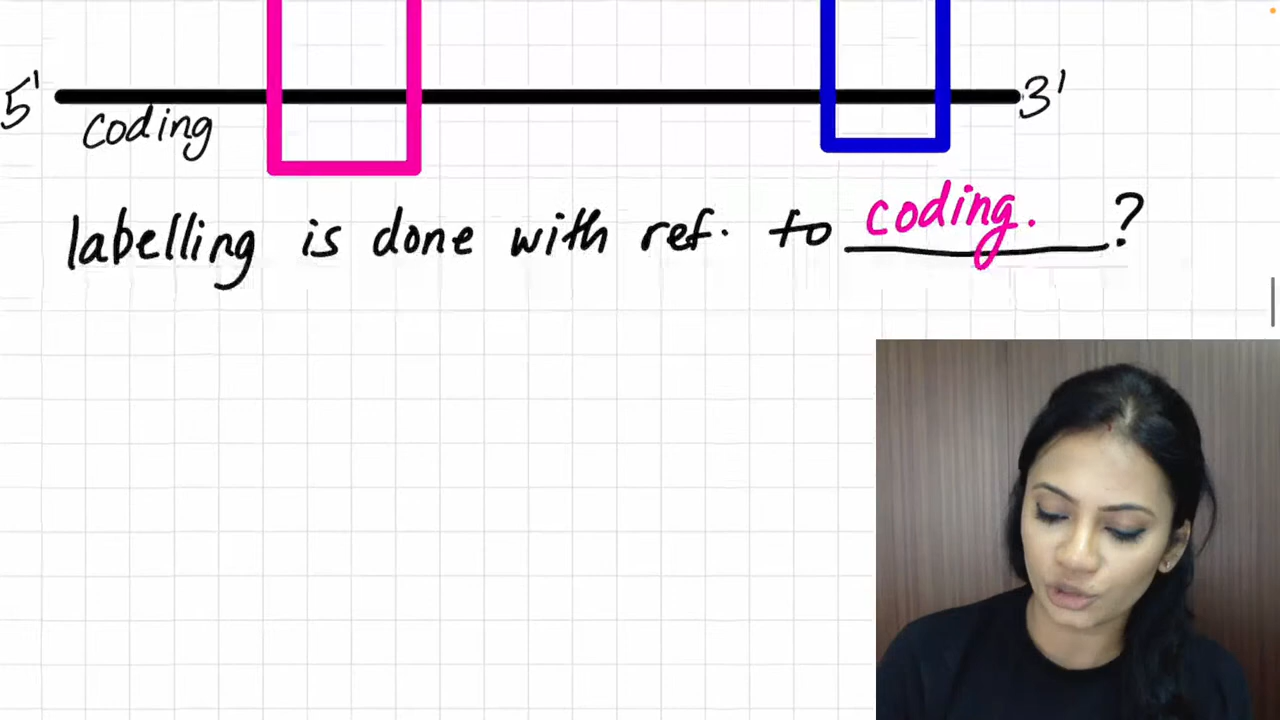 5' 3'
coding
labelling is done with ref. to coding. ?